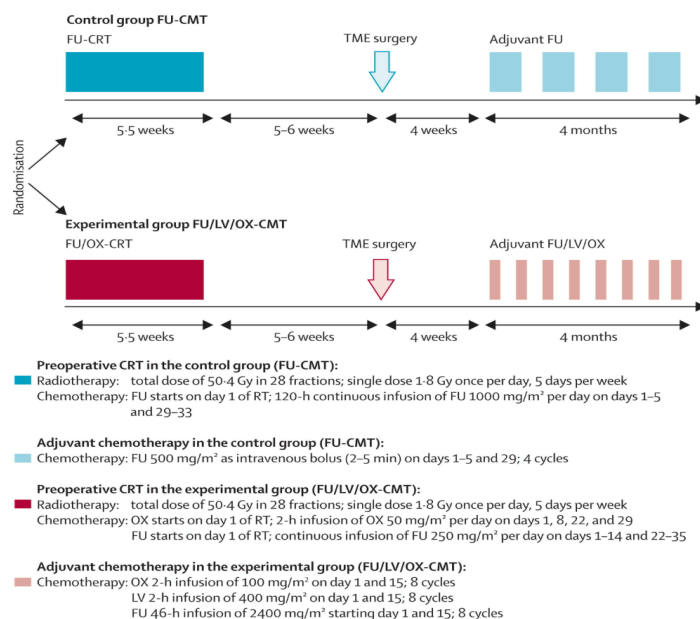 Control group FU-CMT
FU-CRT
TME surgery
Adjuvant FU
5·5 weeks
5–6 weeks
4 weeks
4 months
Randomisation
Experimental group FU/LV/OX-CMT
FU/OX-CRT
TME surgery
Adjuvant FU/LV/OX
5·5 weeks
5–6 weeks
4 weeks
4 months
Preoperative CRT in the control group (FU-CMT):
Radiotherapy: total dose of 50·4 Gy in 28 fractions; single dose 1·8 Gy once per day, 5 days per week
Chemotherapy: FU starts on day 1 of RT; 120-h continuous infusion of FU 1000 mg/m² per day on days 1–5
and 29–33
Adjuvant chemotherapy in the control group (FU-CMT):
Chemotherapy: FU 500 mg/m² as intravenous bolus (2–5 min) on days 1–5 and 29; 4 cycles
Preoperative CRT in the experimental group (FU/LV/OX-CMT):
Radiotherapy: total dose of 50·4 Gy in 28 fractions; single dose 1·8 Gy once per day, 5 days per week
Chemotherapy: OX starts on day 1 of RT; 2-h infusion of OX 50 mg/m² per day on days 1, 8, 22, and 29
FU starts on day 1 of RT; continuous infusion of FU 250 mg/m² per day on days 1–14 and 22–35
Adjuvant chemotherapy in the experimental group (FU/LV/OX-CMT):
Chemotherapy: OX 2-h infusion of 100 mg/m² on day 1 and 15; 8 cycles
LV 2-h infusion of 400 mg/m² on day 1 and 15; 8 cycles
FU 46-h infusion of 2400 mg/m² starting day 1 and 15; 8 cycles